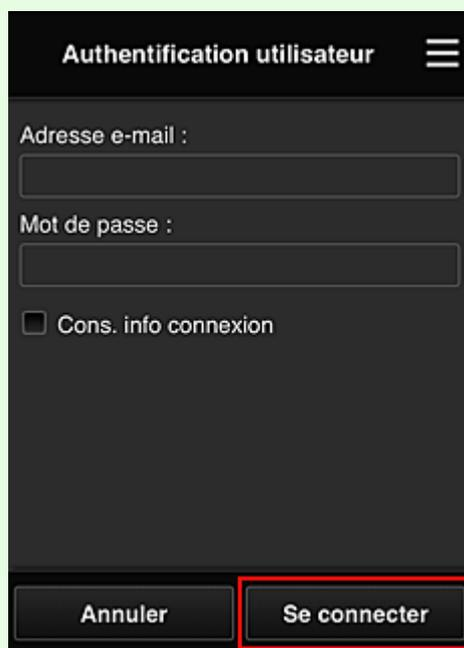 Authentification utilisateur
Adresse e-mail :
Mot de passe :
Cons. info connexion
Annuler
Se connecter